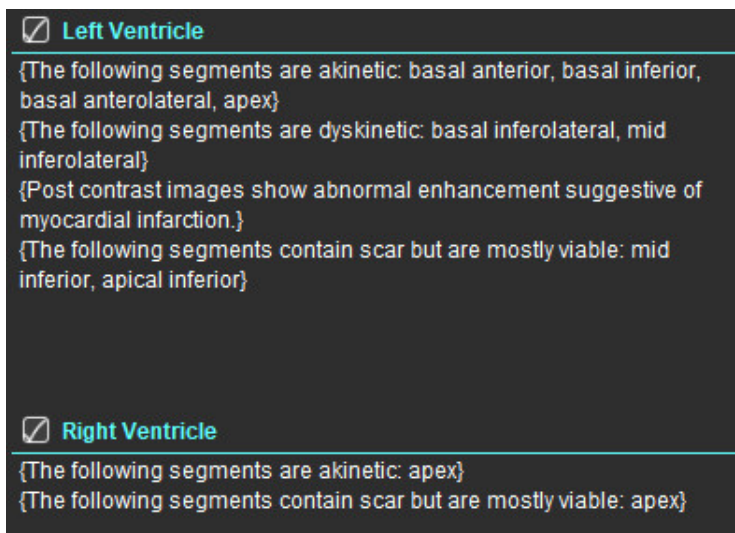 Left Ventricle
{The following segments are akinetic: basal anterior, basal inferior,
basal anterolateral, apex}
{The following segments are dyskinetic: basal inferolateral, mid
inferolateral}
{Post contrast images show abnormal enhancement suggestive of
myocardial infarction.}
{The following segments contain scar but are mostly viable: mid
inferior, apical inferior}
Right Ventricle
{The following segments are akinetic: apex}
{The following segments contain scar but are mostly viable: apex}